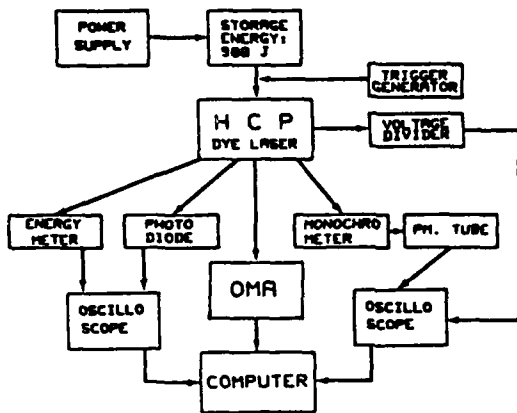 POWER
SUPPLY
STORAGE
ENERGY:
980 J
TRIGGER
GENERATOR
H C P
DYE LASER
VOLTAGE
DIVIDER
ENERGY
METER
PHOTO
DIODE
MONOCHRO
METER
PM. TUBE
OMA
OSCILLO
SCOPE
OSCILLO
SCOPE
COMPUTER